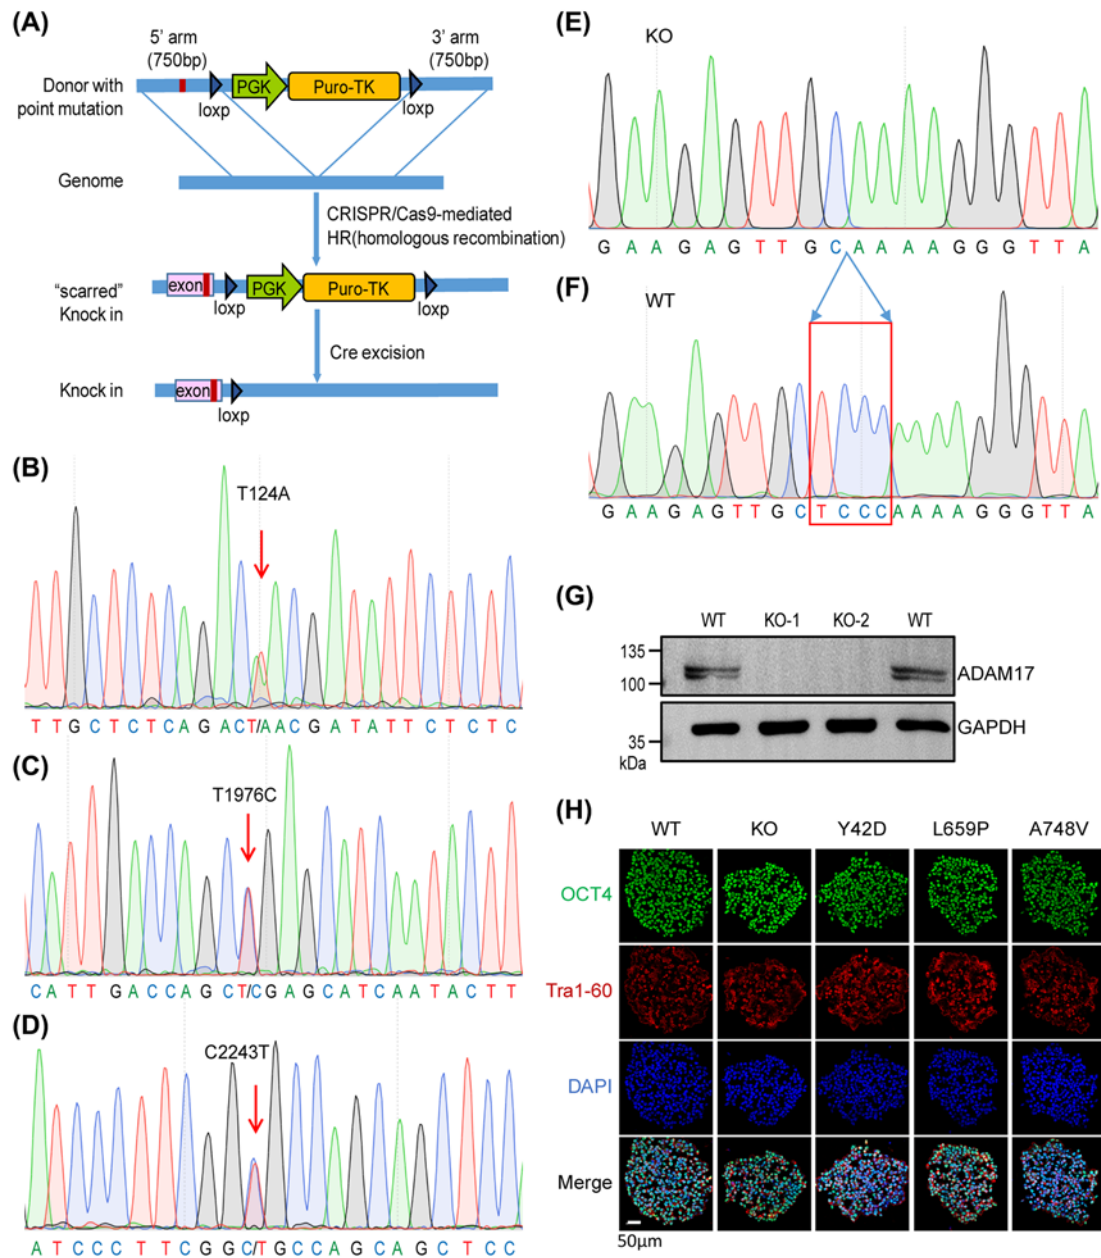 (A)
5' arm
(750bp)
3' arm
(750bp)
Donor with
point mutation
PGK
Puro-TK
loxp
loxp
Genome
CRISPR/Cas9-mediated
HR(homologous recombination)
"scarred"
Knock in
exon
PGK
Puro-TK
loxp
loxp
Cre excision
Knock in
exon
loxp
(B)
T124A
T T G C T C T C A G A C T/A A C G A T A T T C T C T C
(C)
T1976C
C A T T G A C C A G C T/C G A G C A T C A A T A C T T
(D)
C2243T
A T C C C T T C G G C/T G C C A G C A G C T C C
(E)
KO
G A A G A G T T G C A A A A G G G T T A
(F)
WT
G A A G A G T T G C T C C C A A A A G G G T T A
(G)
WT KO-1 KO-2 WT
135
100
ADAM17
35
kDa
GAPDH
(H)
WT KO Y42D L659P A748V
OCT4
Tra1-60
DAPI
Merge
50μm